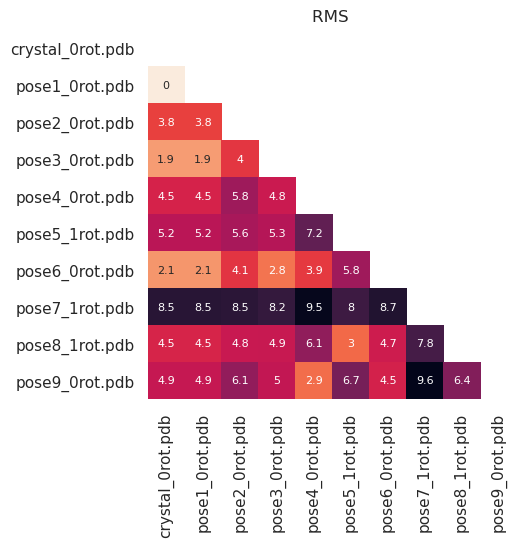 RMS
crystal_0rot.pdb
pose1_0rot.pdb 0
pose2_0rot.pdb 3.8 3.8
pose3_0rot.pdb 1.9 1.9 4
pose4_0rot.pdb 4.5 4.5 5.8 4.8
pose5_1rot.pdb 5.2 5.2 5.6 5.3 7.2
pose6_0rot.pdb 2.1 2.1 4.1 2.8 3.9 5.8
pose7_1rot.pdb 8.5 8.5 8.5 8.2 9.5 8 8.7
pose8_1rot.pdb 4.5 4.5 4.8 4.9 6.1 3 4.7 7.8
pose9_0rot.pdb 4.9 4.9 6.1 5 2.9 6.7 4.5 9.6 6.4
crystal_0rot.pdb
pose1_0rot.pdb
pose2_0rot.pdb
pose3_0rot.pdb
pose4_0rot.pdb
pose5_1rot.pdb
pose6_0rot.pdb
pose7_1rot.pdb
pose8_1rot.pdb
pose9_0rot.pdb